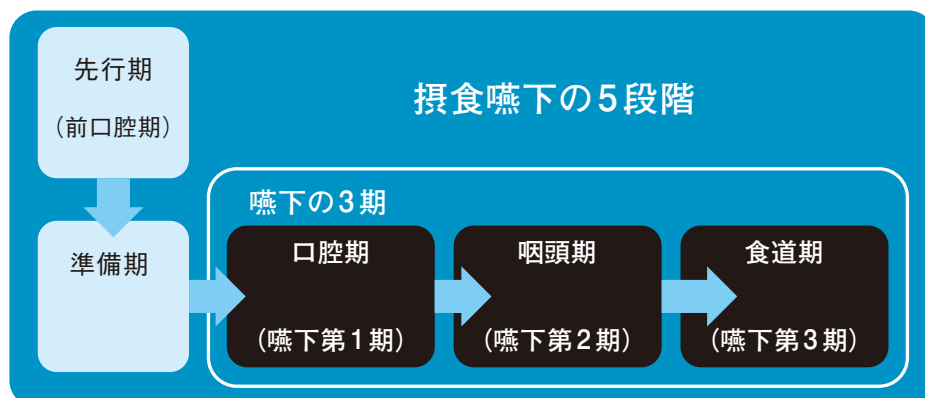 摂食嚥下の5段階
先行期
（前口腔期）
準備期
嚥下の3期
口腔期
（嚥下第1期）
咽頭期
（嚥下第2期）
食道期
（嚥下第3期）